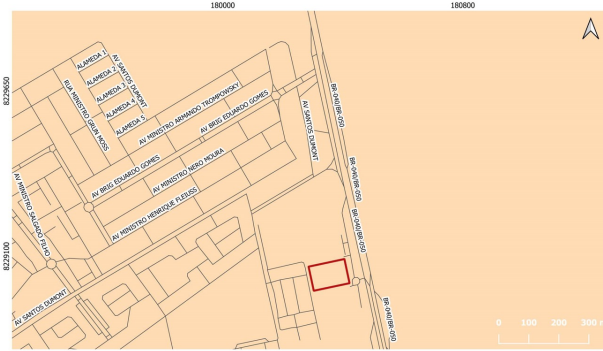 180000
180800
8229650
8229100
ALAMEDA 1
ALAMEDA 2
ALAMEDA 3
ALAMEDA 4
ALAMEDA 5
AV SANTOS DUMONT
RUA MINISTRO GRUN MOSS
AV MINISTRO ARMANDO TROMPOWSKY
AV BRIG EDUARDO GOMES
AV SANTOS DUMONT
BR-040/BR-050
AV BRIG EDUARDO GOMES
AV MINISTRO NERO MOURA
AV MINISTRO HENRIQUE FLEIUSS
AV MINISTRO SALGADO FILHO
BR-040/BR-050
BR-040/BR-050
AV SANTOS DUMONT
BR-040/BR-050
0 100 200 300 m